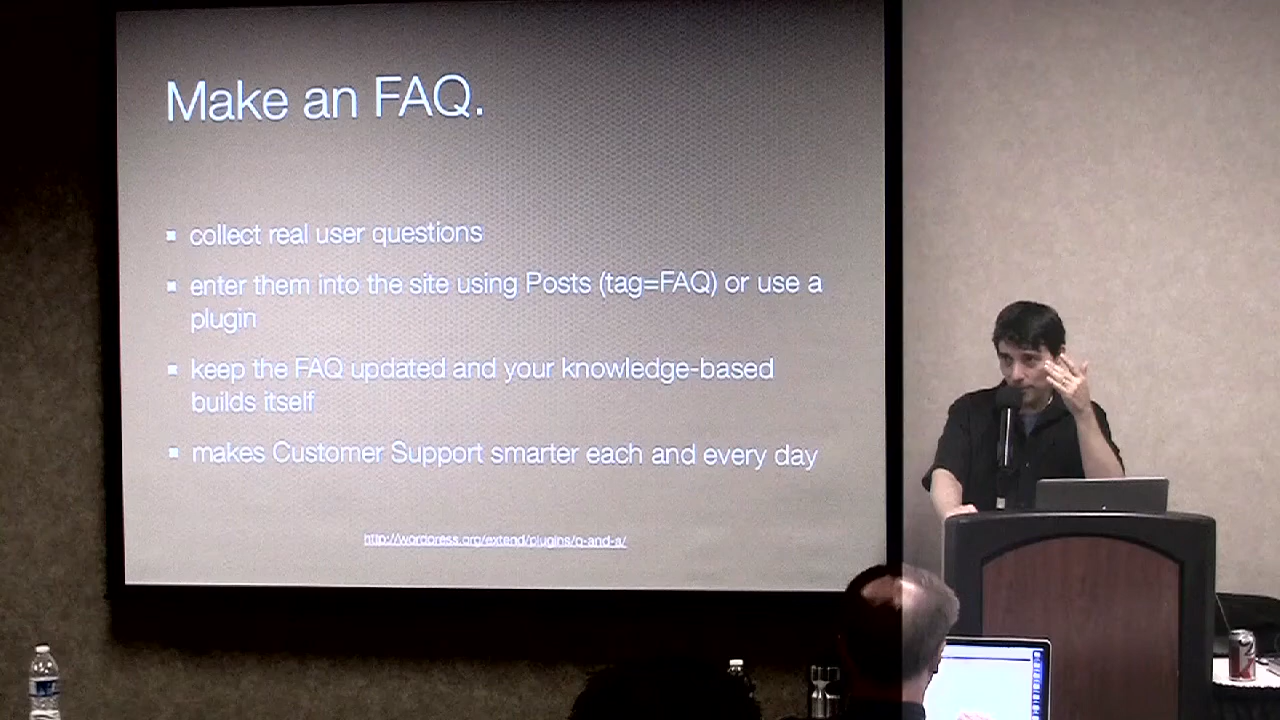 Make an FAQ.
collect real user questions
enter them into the site using Posts (tag=FAQ) or use a
plugin
keep the FAQ updated and your knowledge-based
builds itself
makes Customer Support smarter each and every day
http://wordpress.org/extend/plugins/q-and-a/